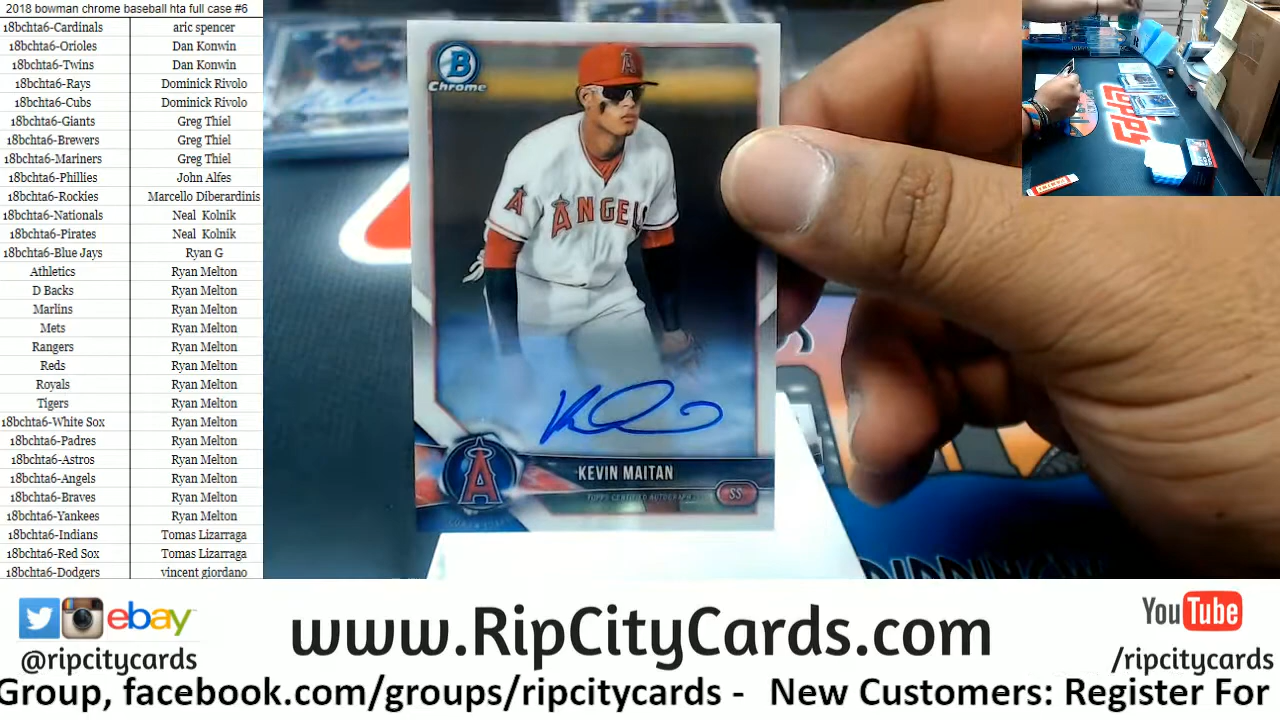 2018 bowman chrome baseball hta full case #6
18bchta6-Cardinals aric spencer
18bchta6-Orioles Dan Konwin
18bchta6-Twins Dan Konwin
18bchta6-Rays Dominick Rivolo
18bchta6-Cubs Dominick Rivolo
18bchta6-Giants Greg Thiel
18bchta6-Brewers Greg Thiel
18bchta6-Mariners Greg Thiel
18bchta6-Phillies John Alfes
18bchta6-Rockies Marcello Diberardinis
18bchta6-Nationals Neal Kolnik
18bchta6-Pirates Neal Kolnik
18bchta6-Blue Jays Ryan G
Athletics Ryan Melton
D Backs Ryan Melton
Marlins Ryan Melton
Mets Ryan Melton
Rangers Ryan Melton
Reds Ryan Melton
Royals Ryan Melton
Tigers Ryan Melton
18bchta6-White Sox Ryan Melton
18bchta6-Padres Ryan Melton
18bchta6-Astros Ryan Melton
18bchta6-Angels Ryan Melton
18bchta6-Braves Ryan Melton
18bchta6-Yankees Ryan Melton
18bchta6-Indians Tomas Lizarraga
18bchta6-Red Sox Tomas Lizarraga
18bchta6-Dodgers vincent giordano
B
Chrome
A
ANGELS
A
KEVIN MAITAN
TOPPS CERTIFIED AUTOGRAPH
SS
Topps
ebay
@ripcitycards
www.RipCityCards.com
YouTube
/ripcitycards
Group, facebook.com/groups/ripcitycards - New Customers: Register For